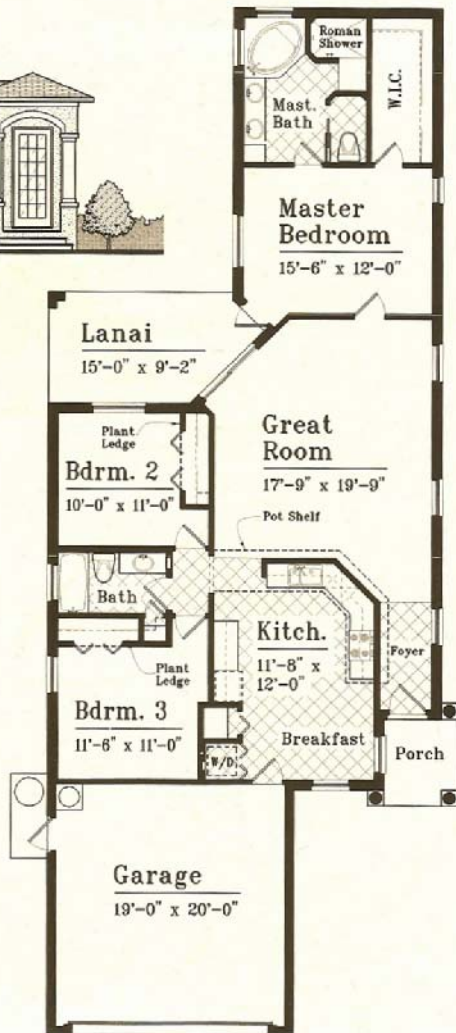 Roman
Shower
W.I.C.
Mast.
Bath
Master
Bedroom
15'-6" x 12'-0"
Lanai
15'-0" x 9'-2"
Great
Room
17'-9" x 19'-9"
Plant
Ledge
Bdrm. 2
10'-0" x 11'-0"
Pot Shelf
Bath
Kitch.
11'-8" x
12'-0"
Foyer
Plant
Ledge
Bdrm. 3
11'-6" x 11'-0"
Breakfast
Porch
W/D
Garage
19'-0" x 20'-0"